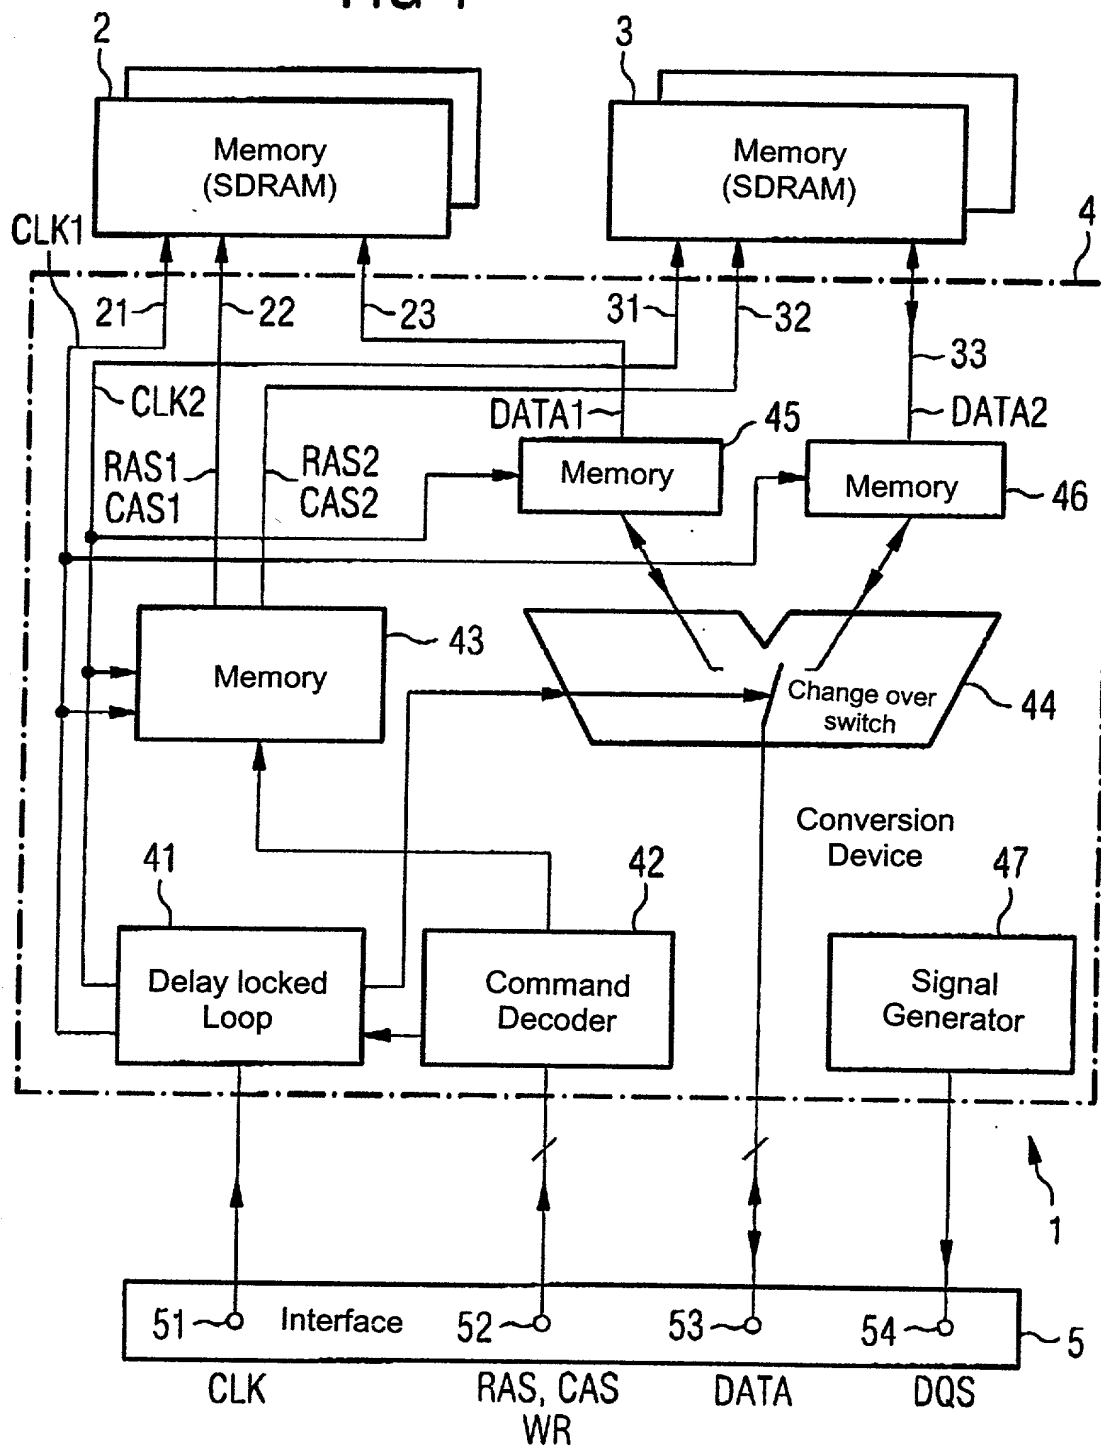 2
3
Memory
(SDRAM)
Memory
(SDRAM)
CLK1
4
21
22
23
31
32
33
CLK2
DATA1
45
DATA2
RAS1
CAS1
RAS2
CAS2
Memory
Memory
46
Memory
43
Change over
switch
44
Conversion
Device
41
42
47
Delay locked
Loop
Command
Decoder
Signal
Generator
1
51
Interface
52
53
54
5
CLK
RAS, CAS
WR
DATA
DQS